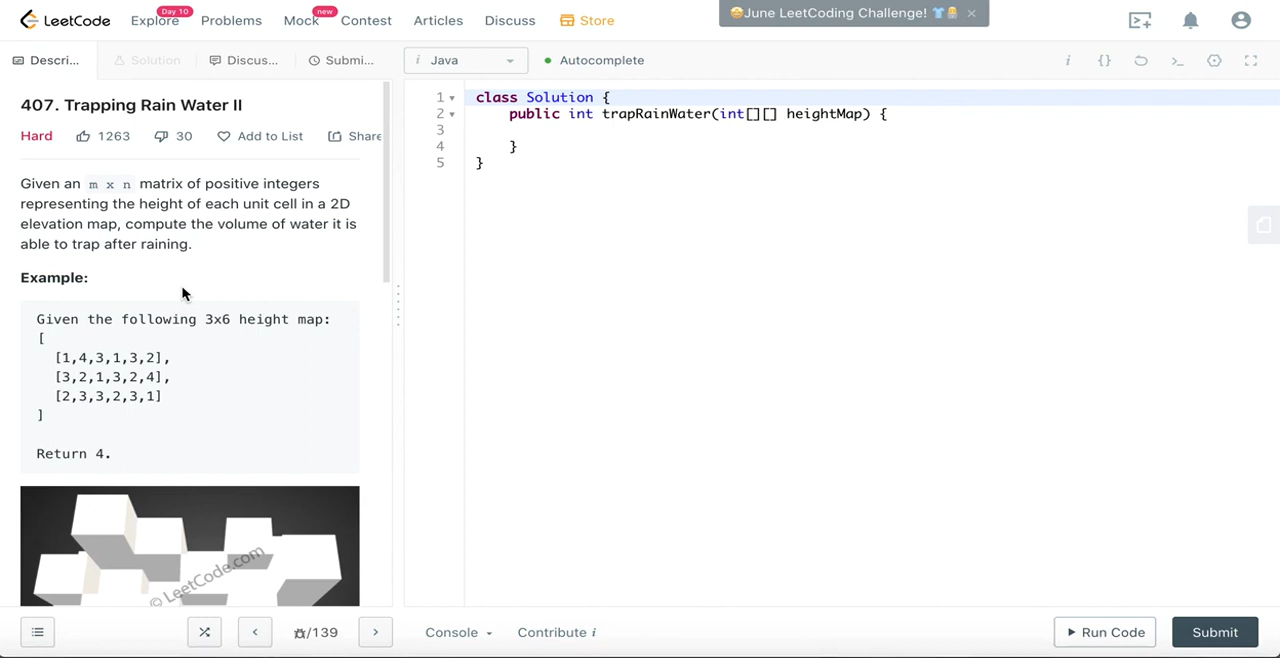 LeetCode Explore Day 10 Problems Mock new Contest Articles Discuss Store 🤩June LeetCoding Challenge! 👕 ×
Descri... Solution Discus... Submi... i Java Autocomplete i {} >_
407. Trapping Rain Water II
Hard 1263 30 Add to List Share
Given an m x n matrix of positive integers
representing the height of each unit cell in a 2D
elevation map, compute the volume of water it is
able to trap after raining.
Example:
Given the following 3x6 height map:
[
[1,4,3,1,3,2],
[3,2,1,3,2,4],
[2,3,3,2,3,1]
]
Return 4.
© LeetCode.com
1 class Solution {
2 public int trapRainWater(int[][] heightMap) {
3
4 }
5 }
/139 Console Contribute i Run Code Submit